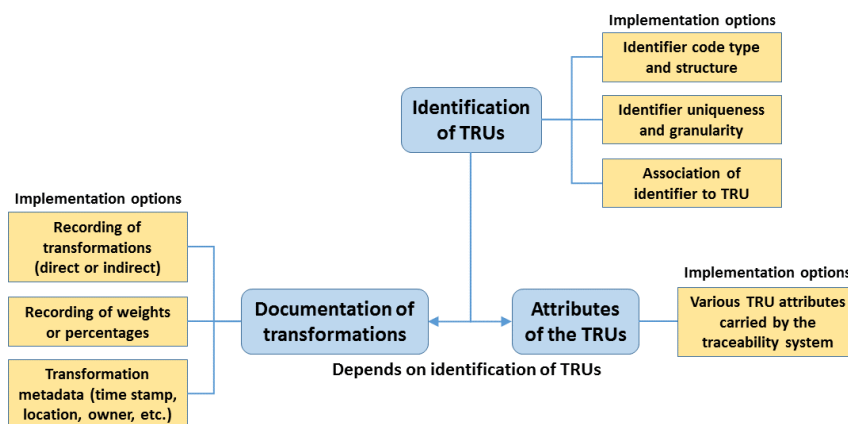 Implementation options
Identifier code type
and structure
Identification
of TRUs
Identifier uniqueness
and granularity
Association of
identifier to TRU
Implementation options
Recording of
transformations
(direct or indirect)
Recording of weights
or percentages
Transformation
metadata (time stamp,
location, owner, etc.)
Documentation of
transformations
Attributes
of the TRUs
Implementation options
Various TRU attributes
carried by the
traceability system
Depends on identification of TRUs